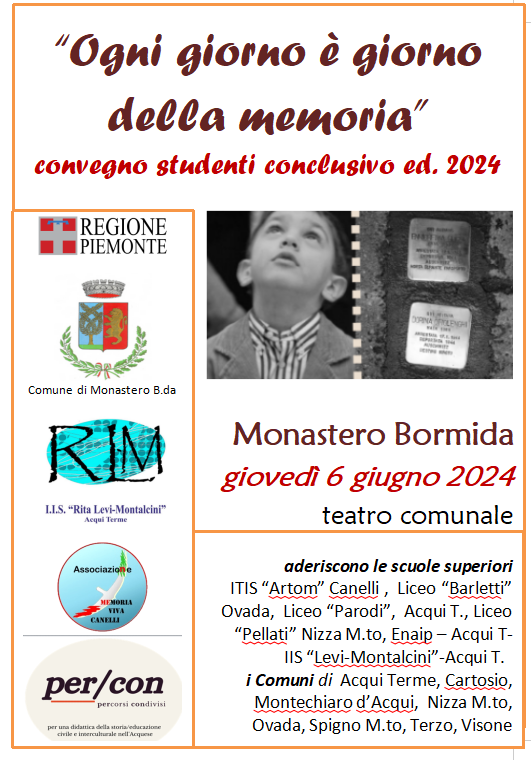 “Ogni giorno è giorno
della memoria”
convegno studenti conclusivo ed. 2024
REGIONE
PIEMONTE
Comune di Monastero B.da
RLM
I.I.S. “Rita Levi-Montalcini”
Acqui Terme
Associazione
MEMORIA
VIVA
CANELLI
per/con
percorsi condivisi
per una didattica della storia/educazione
civile e interculturale nell'Acquese
Monastero Bormida
giovedì 6 giugno 2024
teatro comunale
aderiscono le scuole superiori
ITIS “Artom” Canelli , Liceo “Barletti”
Ovada, Liceo “Parodi”, Acqui T., Liceo
“Pellati” Nizza M.to, Enaip – Acqui T-
IIS “Levi-Montalcini”-Acqui T.
i Comuni di Acqui Terme, Cartosio,
Montechiaro d’Acqui, Nizza M.to,
Ovada, Spigno M.to, Terzo, Visone